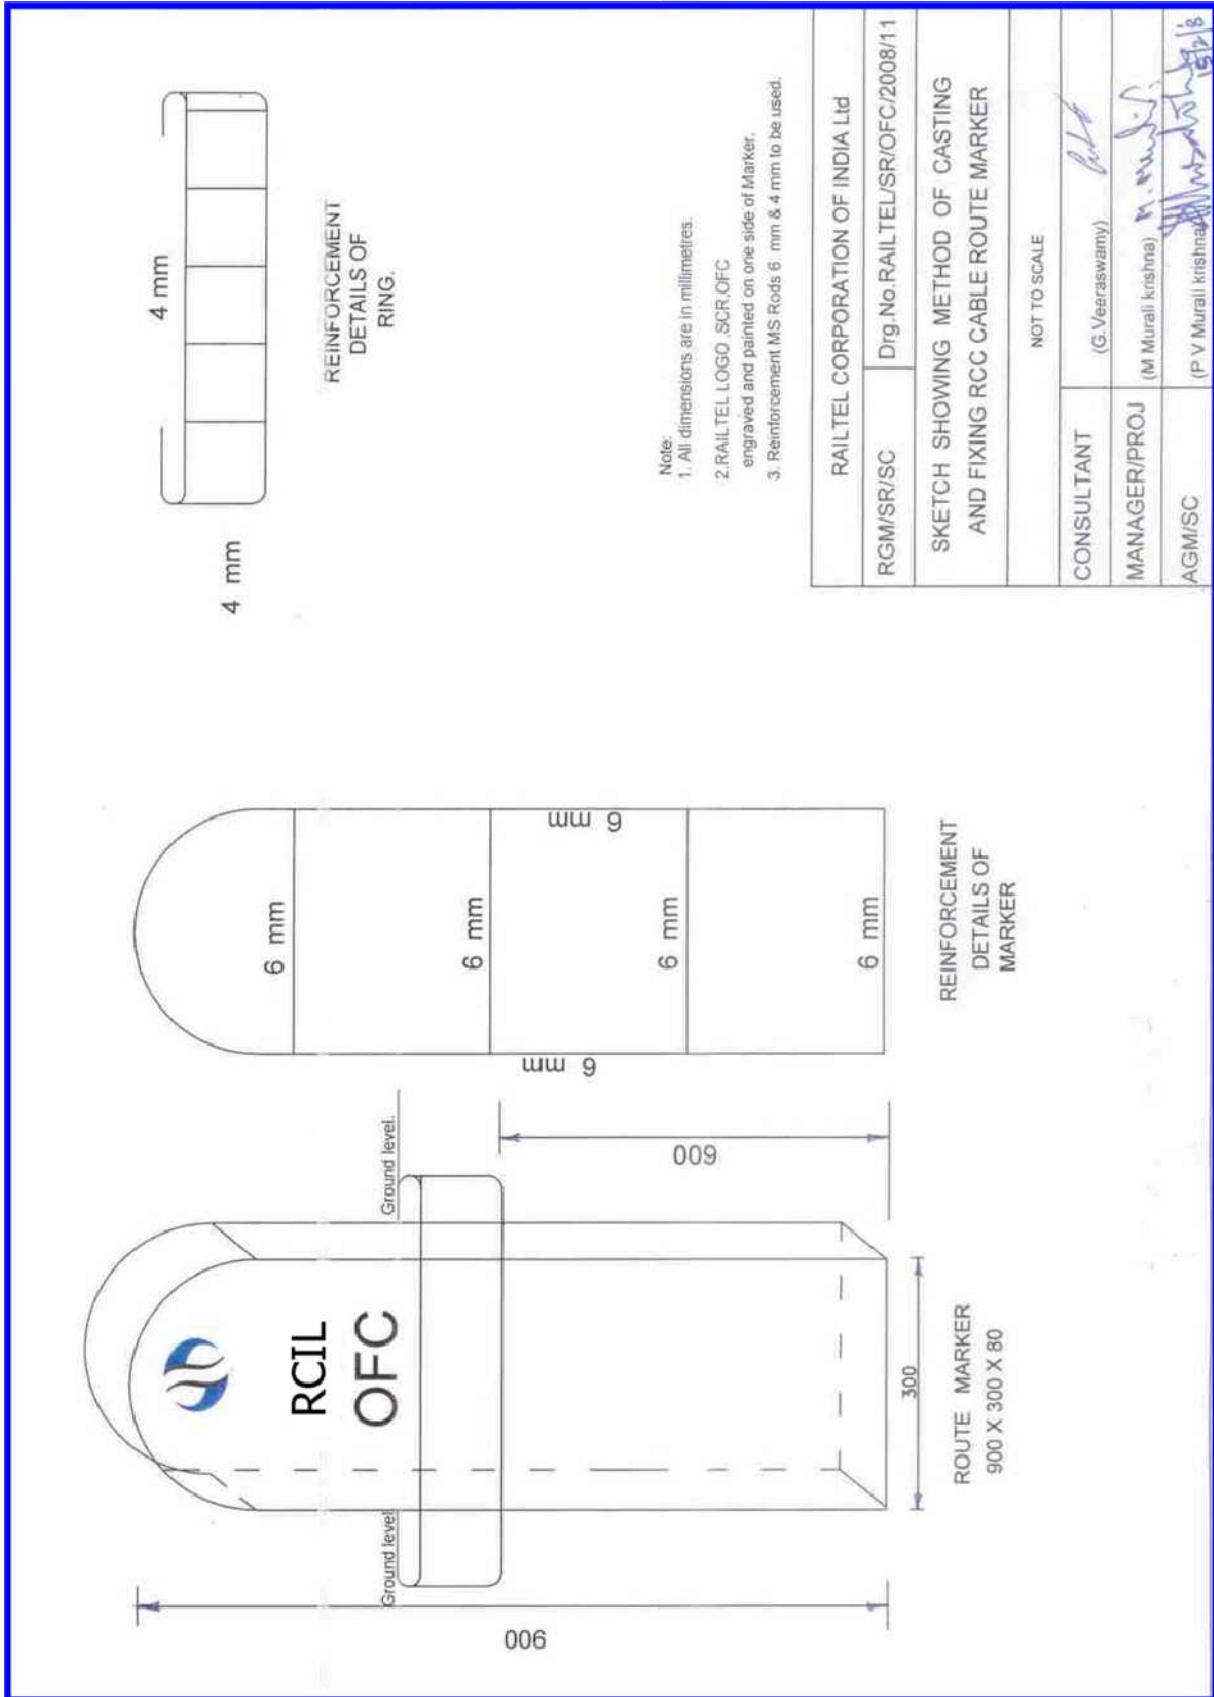 RCIL
OFC
Ground level.
Ground level.
900
600
300
ROUTE MARKER
900 X 300 X 80
6 mm
6 mm
6 mm
6 mm
6 mm
6 mm
REINFORCEMENT
DETAILS OF
MARKER
4 mm
4 mm
REINFORCEMENT
DETAILS OF
RING.
Note:
1. All dimensions are in millimetres.
2.RAILTEL LOGO ,SCR,OFC
engraved and painted on one side of Marker.
3. Reinforcement MS Rods 6 mm & 4 mm to be used.
RAILTEL CORPORATION OF INDIA Ltd
RGM/SR/SC Drg.No.RAILTEL/SR/OFC/2008/11
SKETCH SHOWING METHOD OF CASTING
AND FIXING RCC CABLE ROUTE MARKER
NOT TO SCALE
CONSULTANT (G.Veeraswamy)
MANAGER/PROJ (M Murali krishna)
AGM/SC (P V Murali krishna)